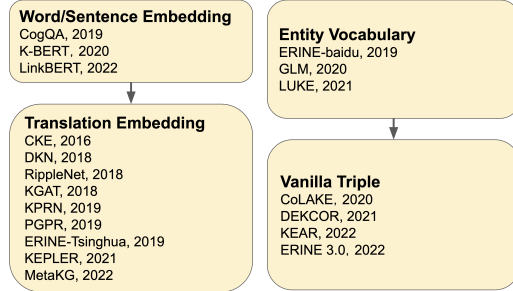 Word/Sentence Embedding
CogQA, 2019
K-BERT, 2020
LinkBERT, 2022
Translation Embedding
CKE, 2016
DKN, 2018
RippleNet, 2018
KGAT, 2018
KPRN, 2019
PGPR, 2019
ERINE-Tsinghua, 2019
KEPLER, 2021
MetaKG, 2022
Entity Vocabulary
ERINE-baidu, 2019
GLM, 2020
LUKE, 2021
Vanilla Triple
CoLAKE, 2020
DEKCOR, 2021
KEAR, 2022
ERINE 3.0, 2022